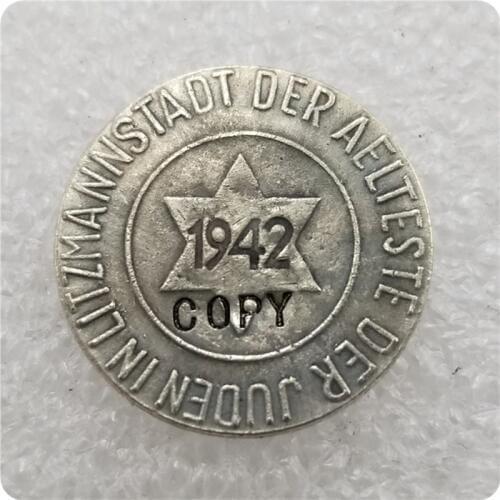 DER AELTESTE DER JUDEN IN LITZMANNSTADT
1942
COPY